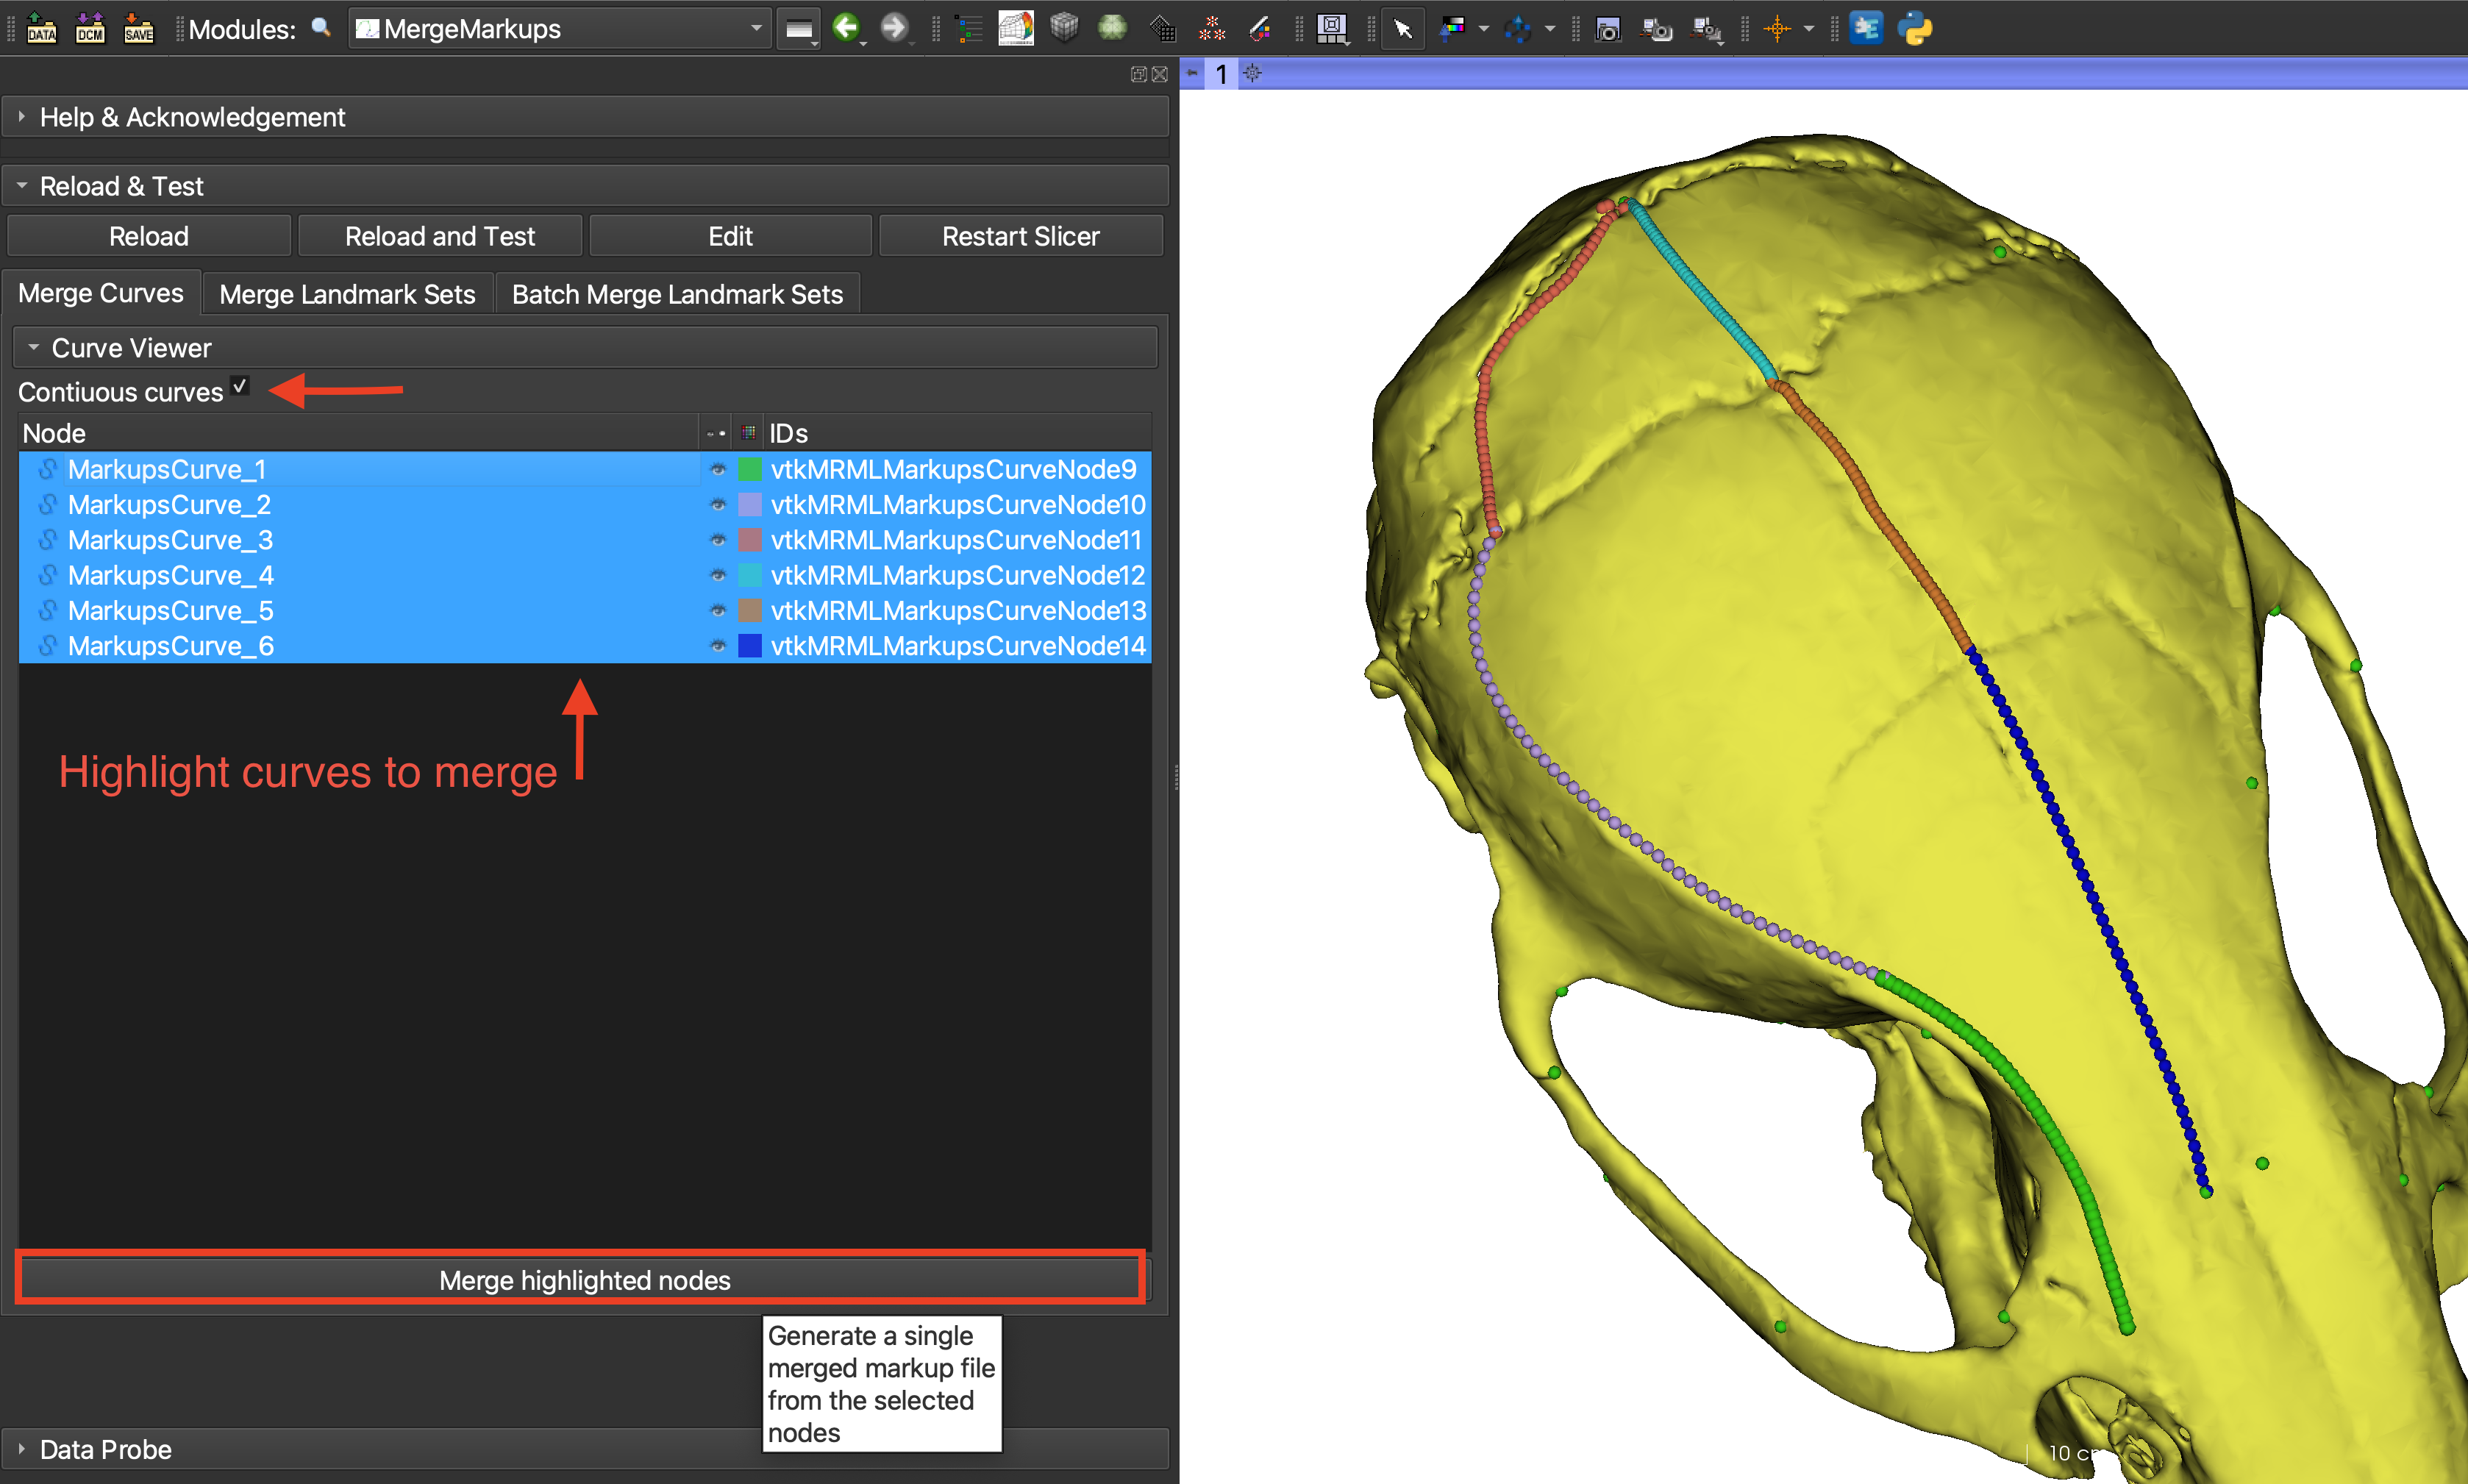 DATA DCM SAVE Modules: MergeMarkups
1
Help & Acknowledgement
Reload & Test
Reload Reload and Test Edit Restart Slicer
Merge Curves Merge Landmark Sets Batch Merge Landmark Sets
Curve Viewer
Contiuous curves
Node IDs
MarkupsCurve_1 vtkMRMLMarkupsCurveNode9
MarkupsCurve_2 vtkMRMLMarkupsCurveNode10
MarkupsCurve_3 vtkMRMLMarkupsCurveNode11
MarkupsCurve_4 vtkMRMLMarkupsCurveNode12
MarkupsCurve_5 vtkMRMLMarkupsCurveNode13
MarkupsCurve_6 vtkMRMLMarkupsCurveNode14
Highlight curves to merge
Merge highlighted nodes
Generate a single
merged markup file
from the selected
nodes
Data Probe
10